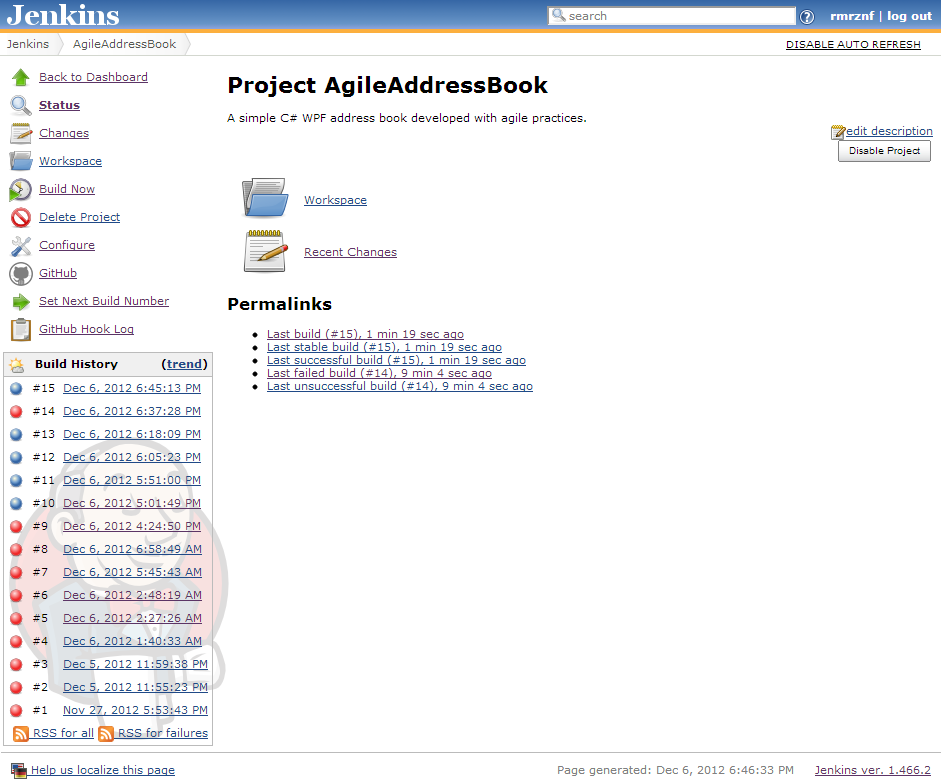 Jenkins
search
rmrznf | log out
Jenkins
AgileAddressBook
DISABLE AUTO REFRESH
Back to Dashboard
Status
Changes
Workspace
Build Now
Delete Project
Configure
GitHub
Set Next Build Number
GitHub Hook Log
Build History (trend)
#15 Dec 6, 2012 6:45:13 PM
#14 Dec 6, 2012 6:37:28 PM
#13 Dec 6, 2012 6:18:09 PM
#12 Dec 6, 2012 6:05:23 PM
#11 Dec 6, 2012 5:51:00 PM
#10 Dec 6, 2012 5:01:49 PM
#9 Dec 6, 2012 4:24:50 PM
#8 Dec 6, 2012 6:58:49 AM
#7 Dec 6, 2012 5:45:43 AM
#6 Dec 6, 2012 2:48:19 AM
#5 Dec 6, 2012 2:27:26 AM
#4 Dec 6, 2012 1:40:33 AM
#3 Dec 5, 2012 11:59:38 PM
#2 Dec 5, 2012 11:55:23 PM
#1 Nov 27, 2012 5:53:43 PM
RSS for all RSS for failures
Project AgileAddressBook
A simple C# WPF address book developed with agile practices.
edit description
Disable Project
Workspace
Recent Changes
Permalinks
Last build (#15), 1 min 19 sec ago
Last stable build (#15), 1 min 19 sec ago
Last successful build (#15), 1 min 19 sec ago
Last failed build (#14), 9 min 4 sec ago
Last unsuccessful build (#14), 9 min 4 sec ago
Help us localize this page
Page generated: Dec 6, 2012 6:46:33 PM
Jenkins ver. 1.466.2